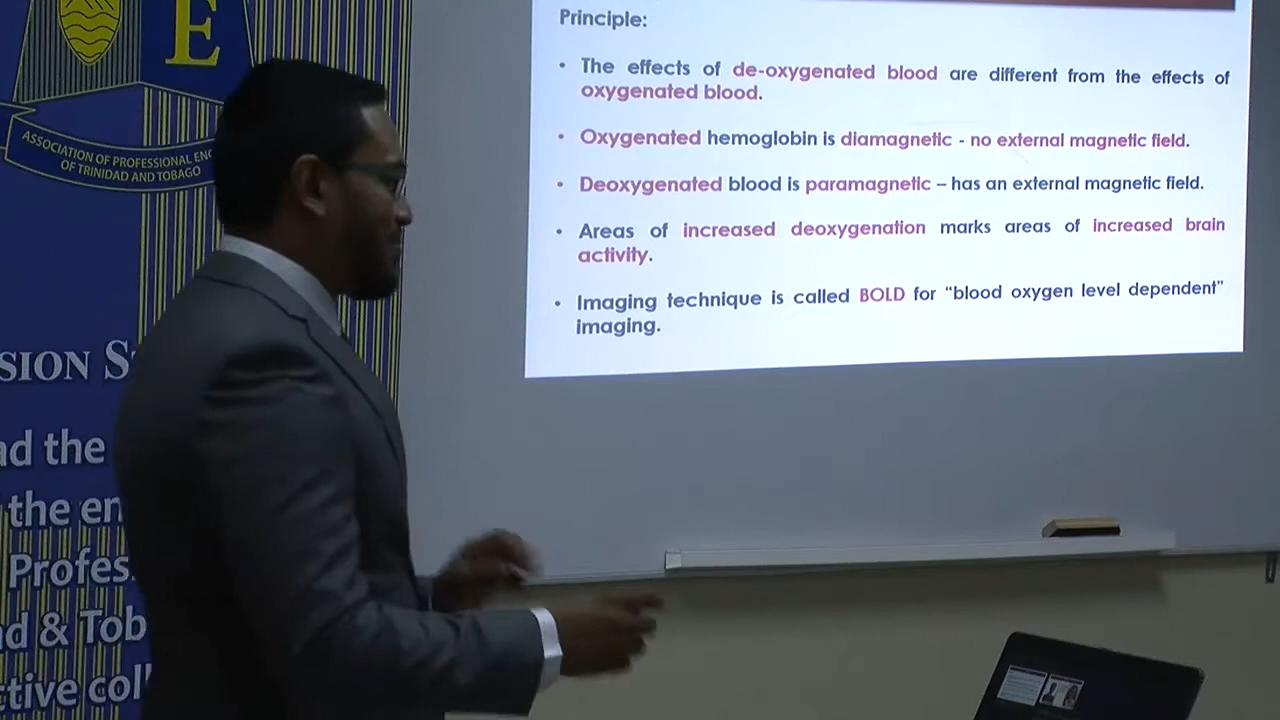 E
ASSOCIATION OF PROFESSIONAL ENG
OF TRINIDAD AND TOBAGO
SION S
nd the
the en
Profes
d & Tob
ctive coll
Principle:
• The effects of de-oxygenated blood are different from the effects of
oxygenated blood.
• Oxygenated hemoglobin is diamagnetic - no external magnetic field.
• Deoxygenated blood is paramagnetic – has an external magnetic field.
• Areas of increased deoxygenation marks areas of increased brain
activity.
• Imaging technique is called BOLD for “blood oxygen level dependent”
imaging.